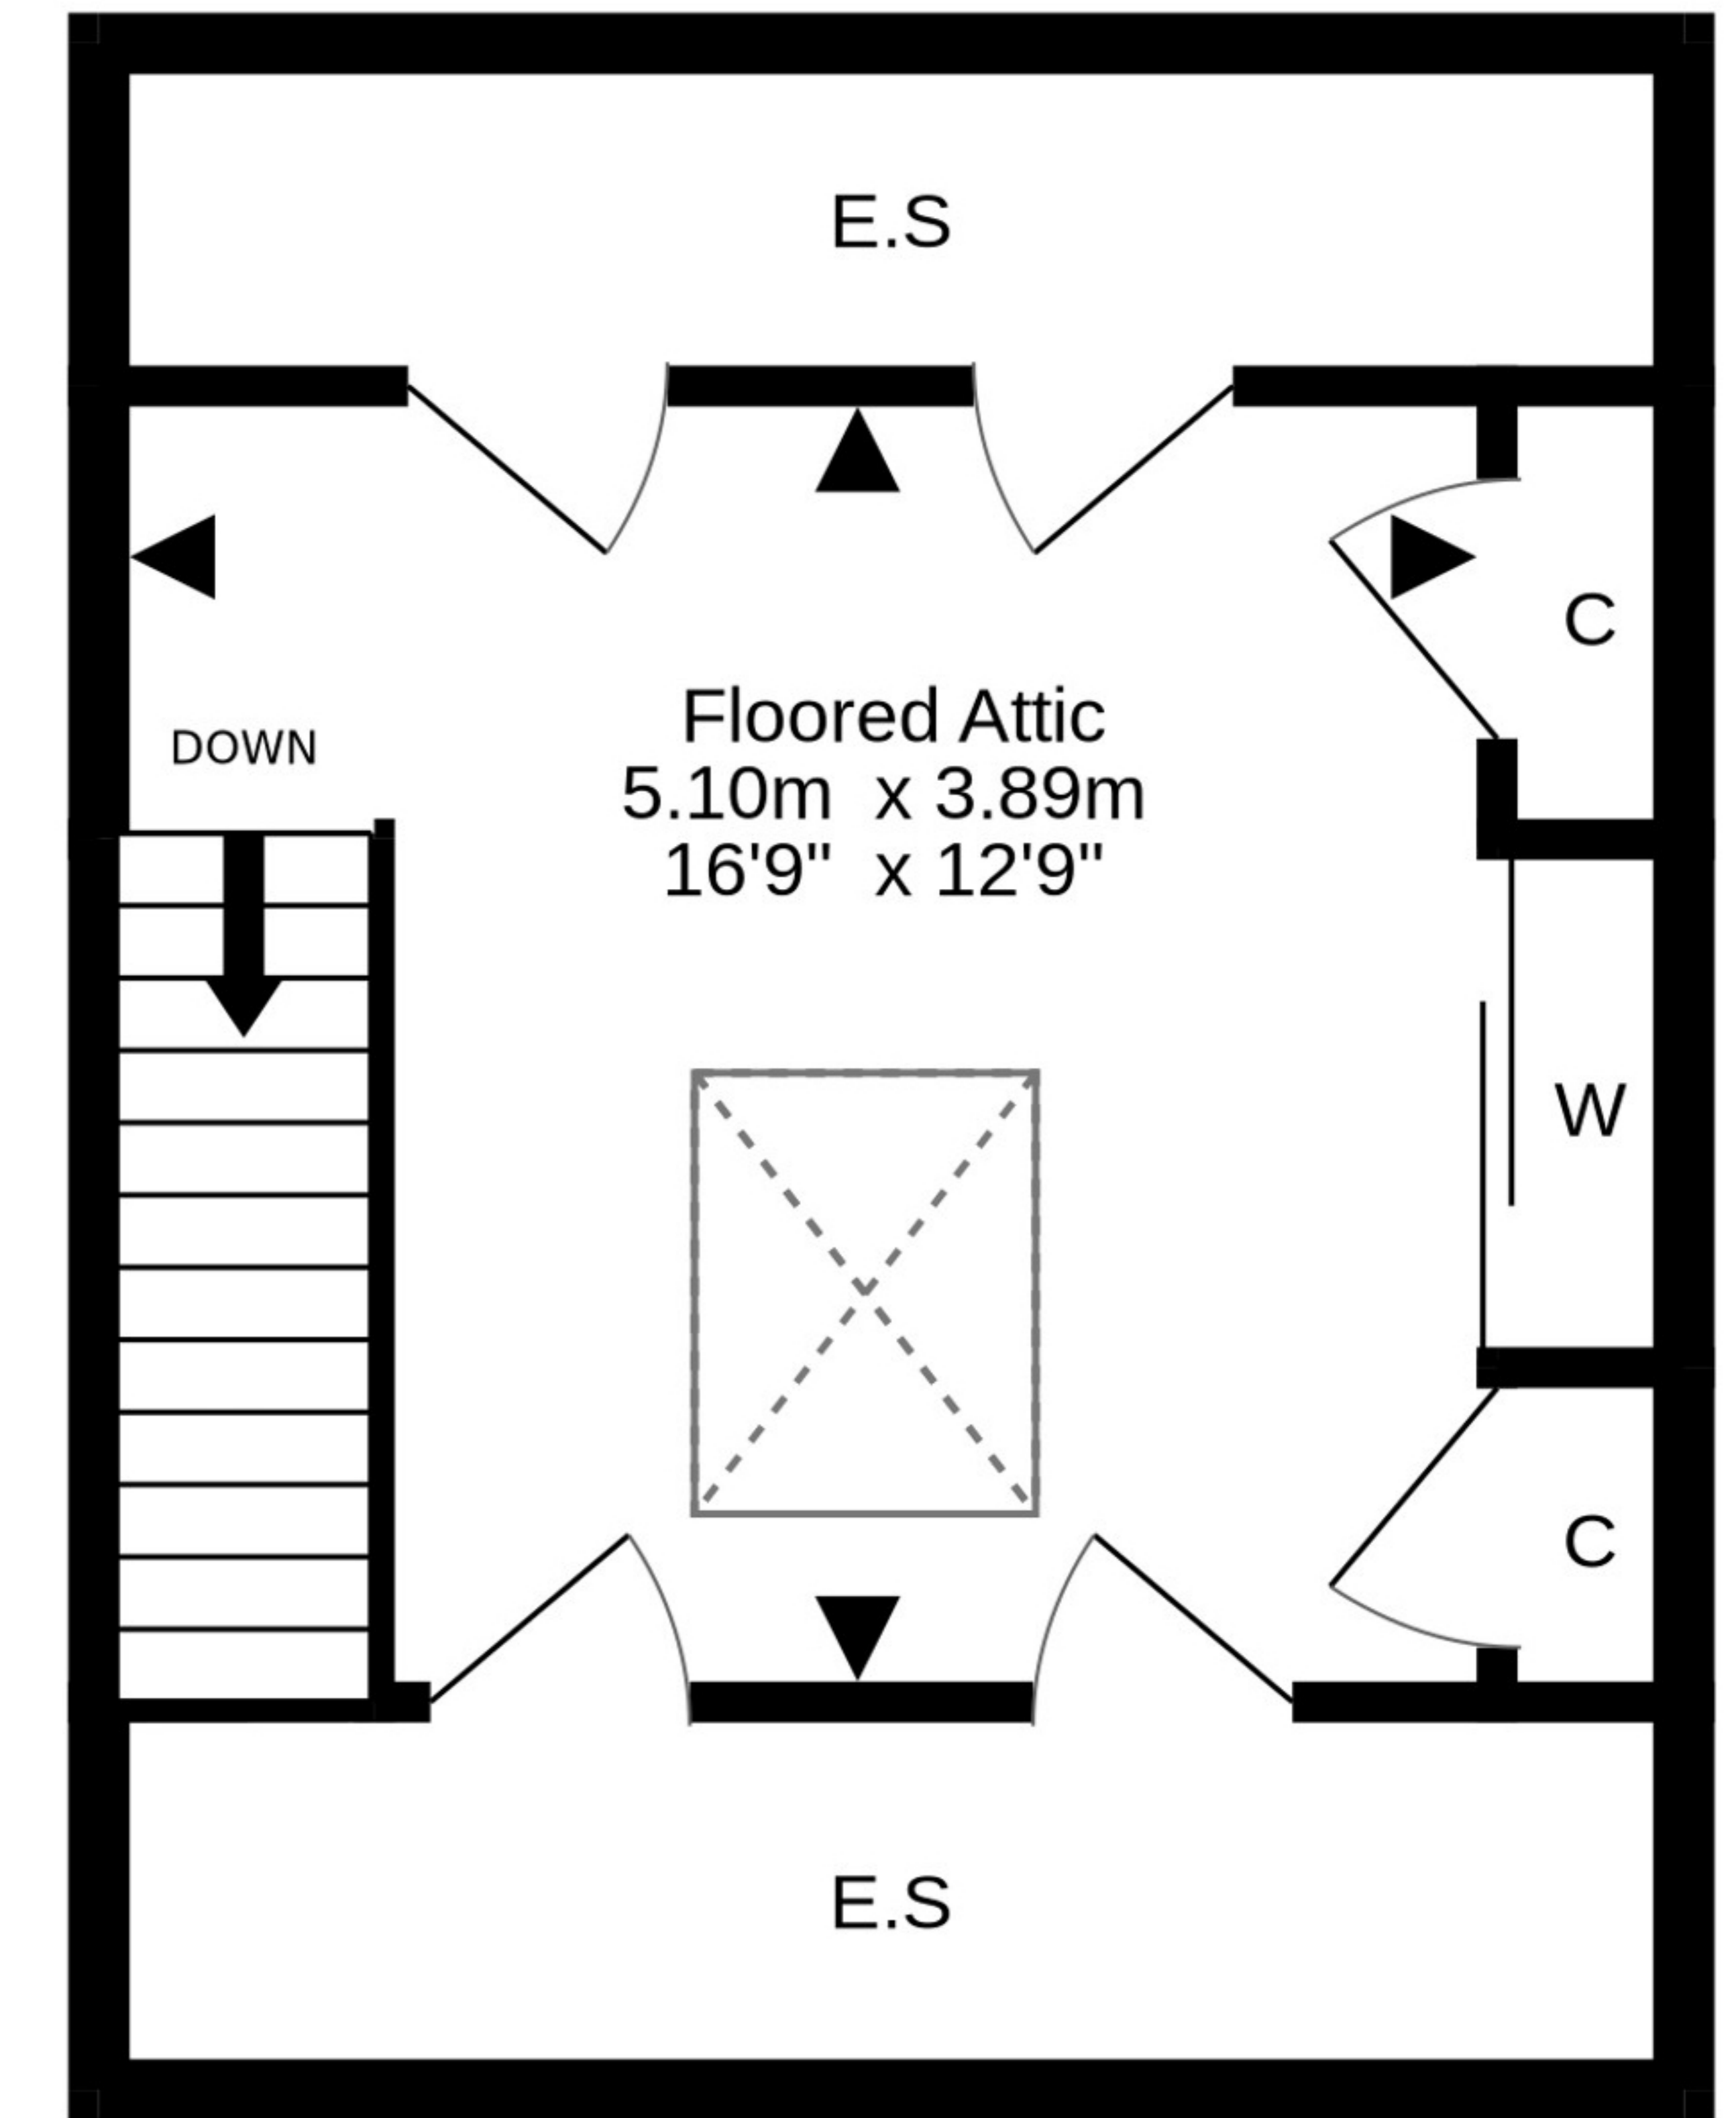 E.S
C
Floored Attic
5.10m x 3.89m
16'9" x 12'9"
DOWN
W
C
E.S